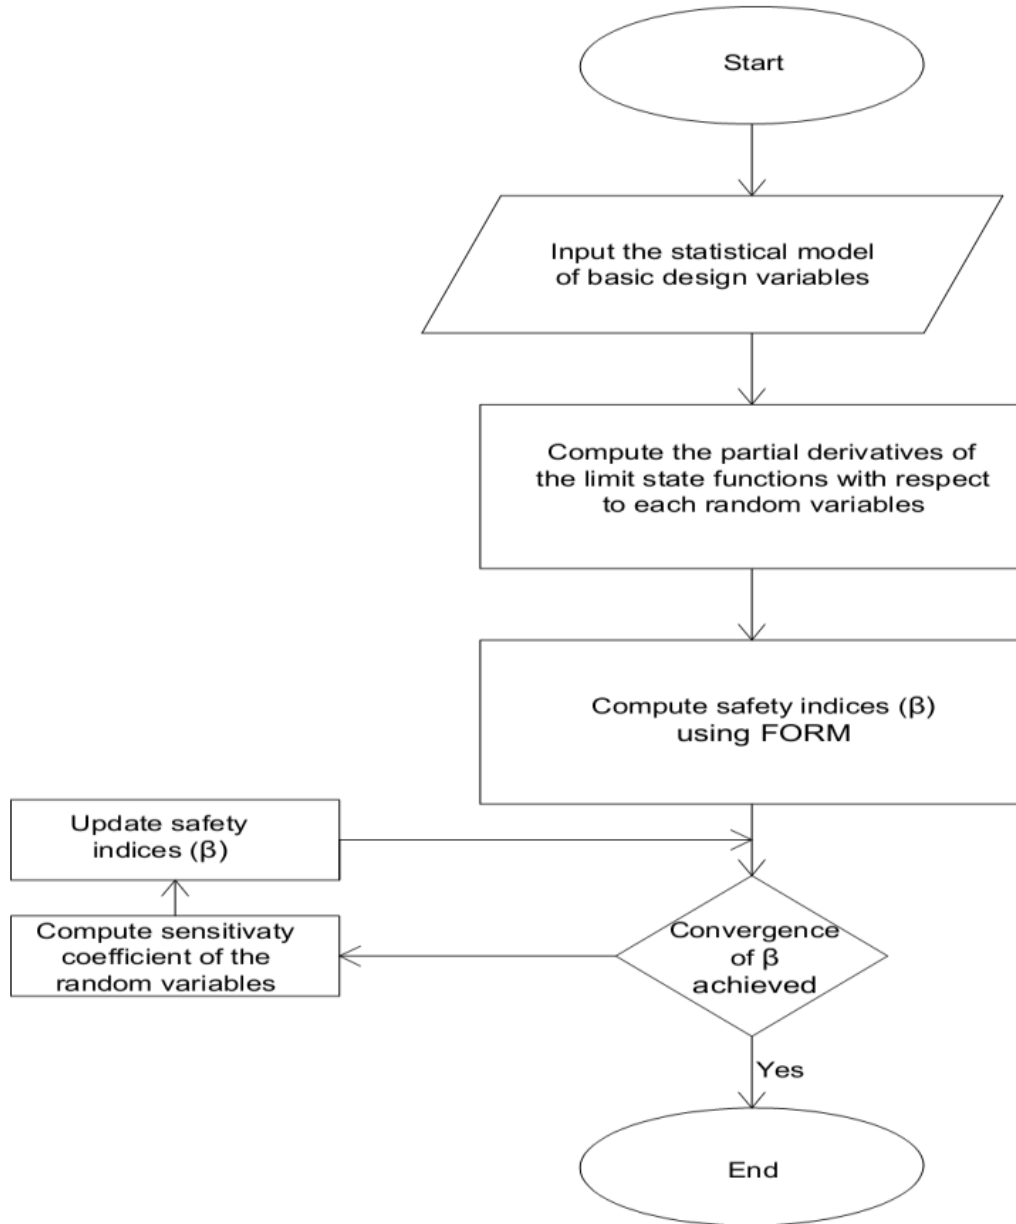 Start
Input the statistical model
of basic design variables
Compute the partial derivatives of
the limit state functions with respect
to each random variables
Compute safety indices (β)
using FORM
Update safety
indices (β)
Compute sensitivaty
coefficient of the
random variables
Convergence
of β
achieved
Yes
End